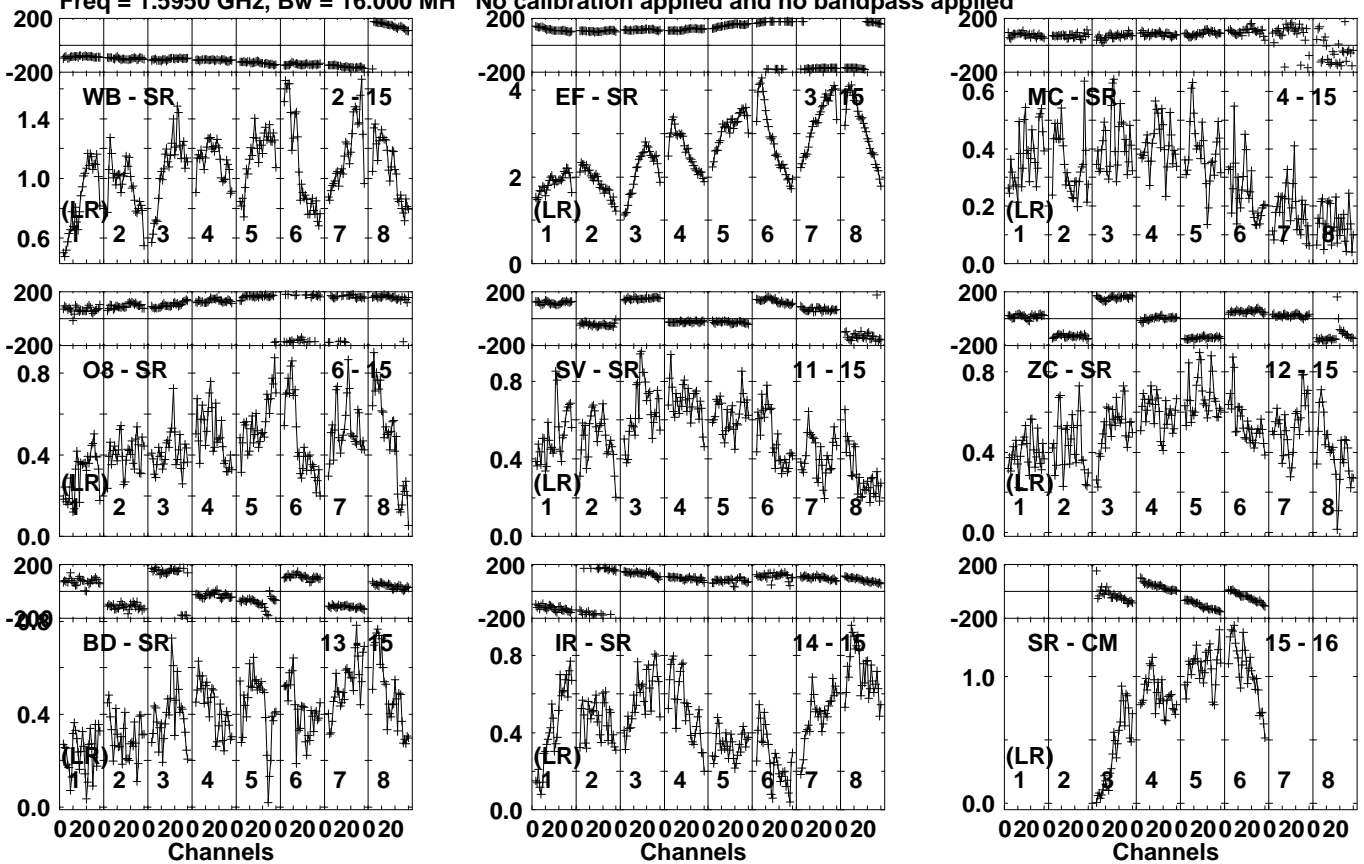 Freq = 1.5950 GHz, Bw = 16.000 MH No calibration applied and no bandpass applied
200 200 200
-200 -200 -200
WB - SR 2 - 15 EF - SR 3 - 15 MC - SR 4 - 15
1.4 4 0.6
1.0 2 0.4
0.6 0.2
(LR) (LR) (LR)
1 2 3 4 5 6 7 8 1 2 3 4 5 6 7 8 1 2 3 4 5 6 7 8
0 0.0
200 200 200
-200 -200 -200
O8 - SR 6 - 15 SV - SR 11 - 15 ZC - SR 12 - 15
0.8 0.8 0.8
0.4 0.4 0.4
(LR) (LR) (LR)
1 2 3 4 5 6 7 8 1 2 3 4 5 6 7 8 1 2 3 4 5 6 7 8
0.0 0.0 0.0
200 200 200
-200 -200 -200
0.8
BD - SR 13 - 15 IR - SR 14 - 15 SR - CM 15 - 16
0.8 1.0
0.4 0.4
(LR) (LR) (LR)
1 2 3 4 5 6 7 8 1 2 3 4 5 6 7 8 1 2 3 4 5 6 7 8
0.0 0.0 0.0
0 20 0 20 0 20 0 20 0 20 0 20 0 20 0 20 0 20 0 20 0 20 0 20 0 20 0 20 0 20 0 20 0 20 0 20 0 20 0 20 0 20 0 20 0 20 0 20
Channels Channels